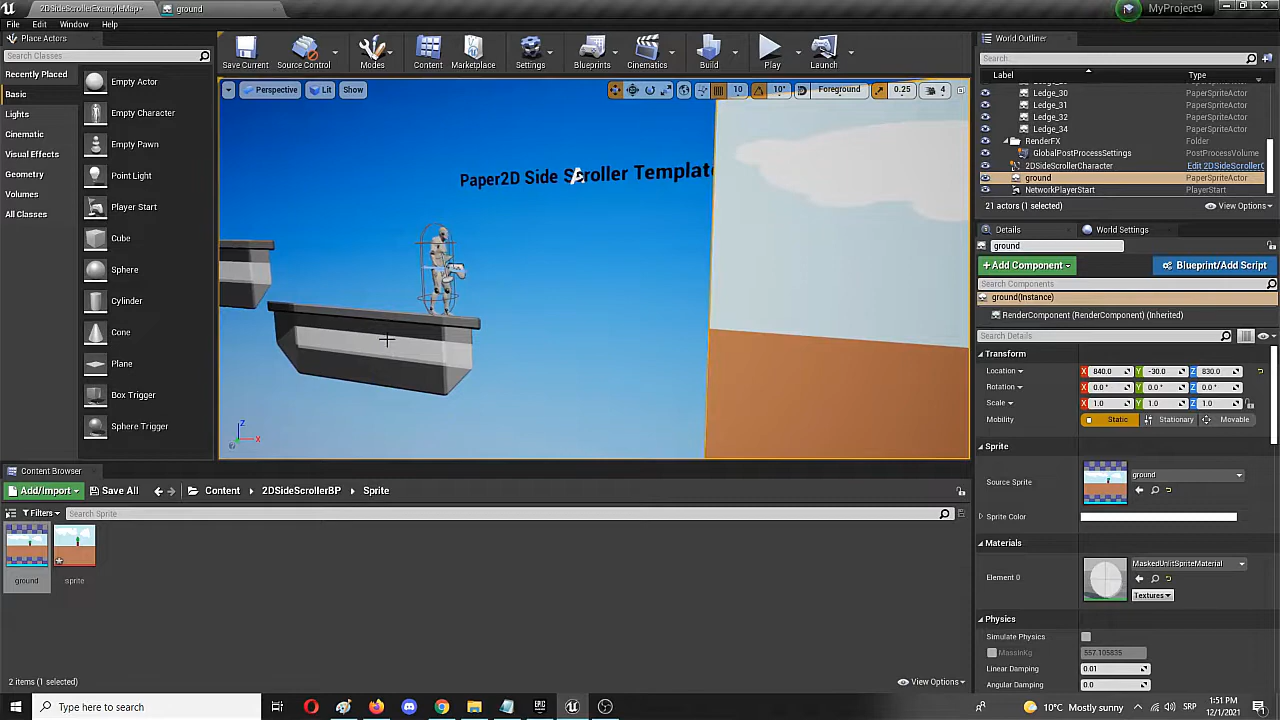 2DSideScrollerExampleMap*
ground
MyProject9
File Edit Window Help
Place Actors
Search Classes
Recently Placed
Basic
Lights
Cinematic
Visual Effects
Geometry
Volumes
All Classes
Empty Actor
Empty Character
Empty Pawn
Point Light
Player Start
Cube
Sphere
Cylinder
Cone
Plane
Box Trigger
Sphere Trigger
Save Current
Source Control
Modes
Content
Marketplace
Settings
Blueprints
Cinematics
Build
Play
Launch
Perspective Lit Show
10 10° Foreground 0.25 4
Paper2D Side Scroller Template
Z
X
World Outliner
Search...
Label Type
Ledge_30 PaperSpriteActor
Ledge_31 PaperSpriteActor
Ledge_32 PaperSpriteActor
Ledge_34 PaperSpriteActor
RenderFX Folder
GlobalPostProcessSettings PostProcessVolume
2DSideScrollerCharacter Edit 2DSideScrollerC
ground PaperSpriteActor
NetworkPlayerStart PlayerStart
21 actors (1 selected) View Options
Details World Settings
ground
+Add Component Blueprint/Add Script
Search Components
ground(Instance)
RenderComponent (RenderComponent) (Inherited)
Search Details
Transform
Location X 840.0 Y -30.0 Z 830.0
Rotation X 0.0 ° Y 0.0 ° Z 0.0 °
Scale X 1.0 Y 1.0 Z 1.0
Mobility Static Stationary Movable
Sprite
Source Sprite ground
Sprite Color
Materials
Element 0 MaskedUnlitSpriteMaterial
Textures
Physics
Simulate Physics
MassInKg 557.105835
Linear Damping 0.01
Angular Damping 0.0
Content Browser
Add/Import Save All Content 2DSideScrollerBP Sprite
Filters Search Sprite
ground sprite
2 items (1 selected) View Options
Type here to search
10°C Mostly sunny SRP
1:51 PM
12/1/2021